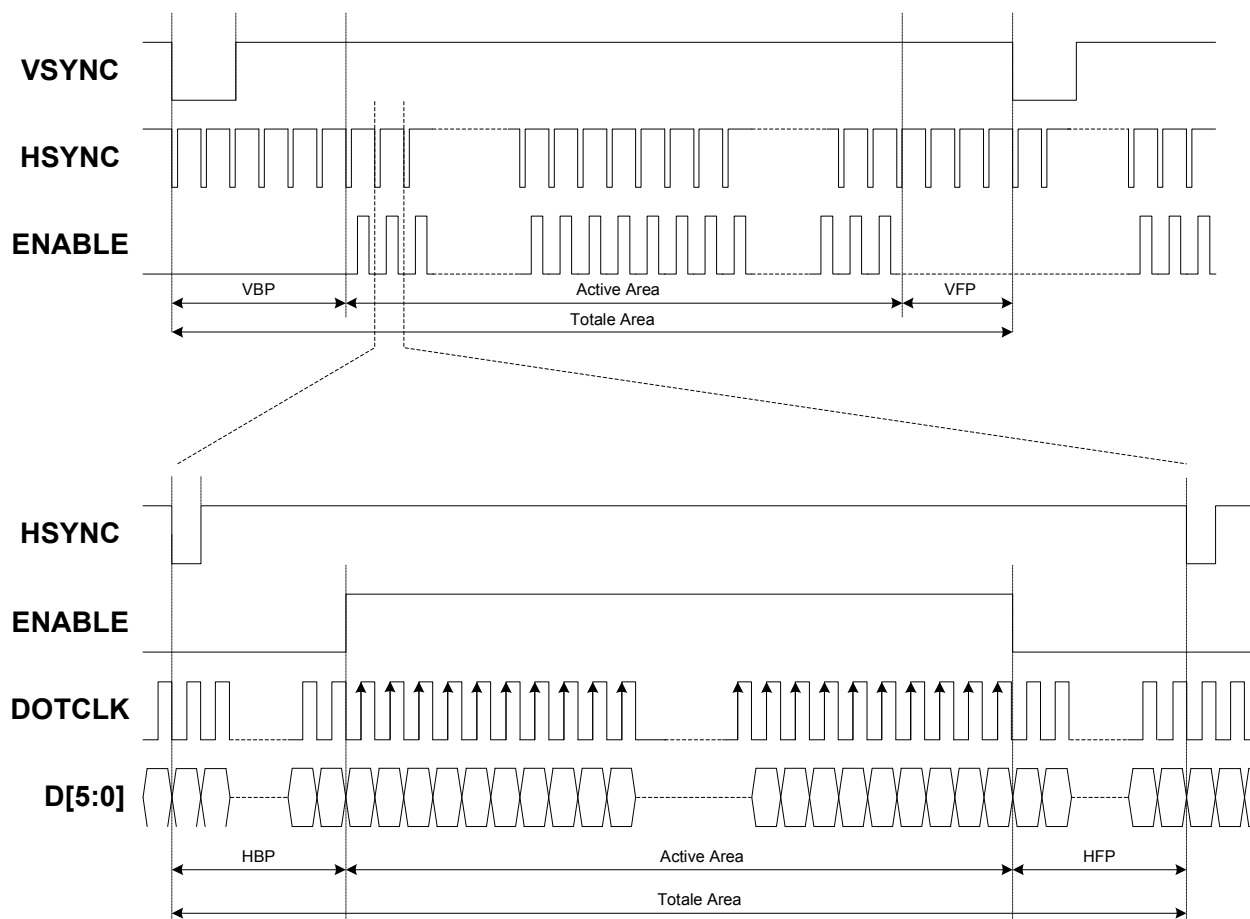 VSYNC
HSYNC
ENABLE
VBP Active Area VFP
Totale Area
HSYNC
ENABLE
DOTCLK
D[5:0]
HBP Active Area HFP
Totale Area